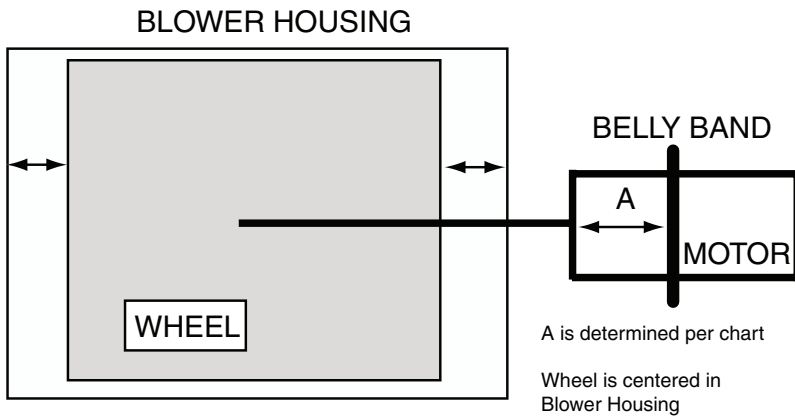 BLOWER HOUSING
BELLY BAND
A
MOTOR
WHEEL
A is determined per chart
Wheel is centered in
Blower Housing